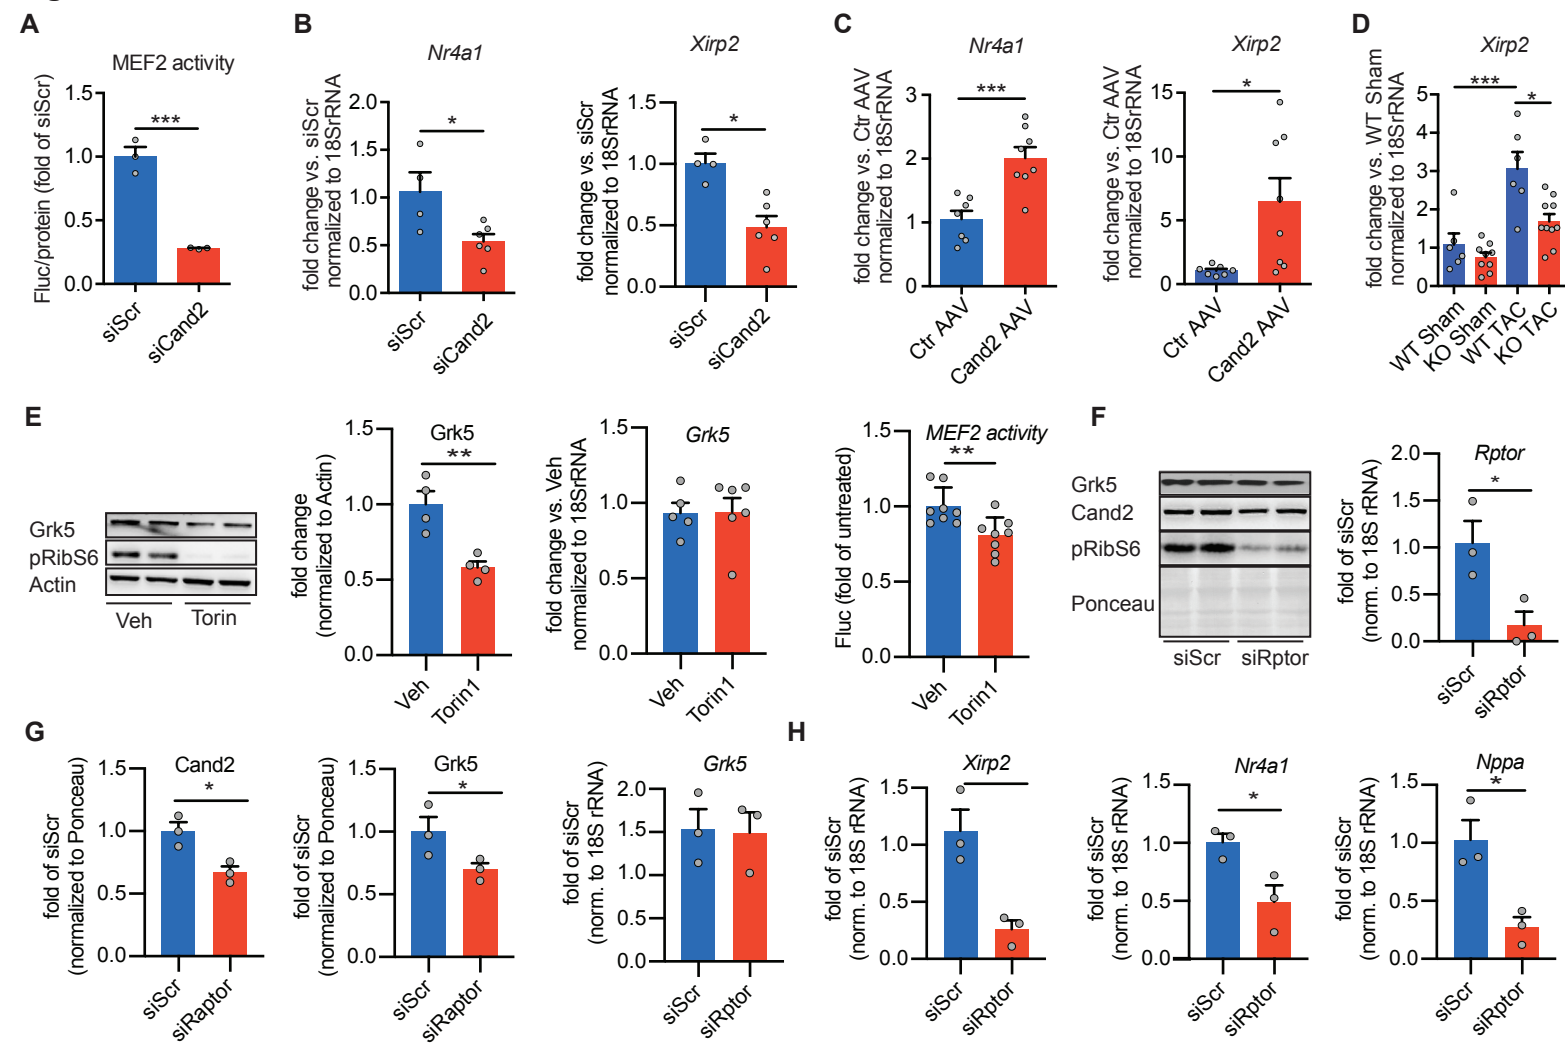 A
MEF2 activity
Fluc/protein (fold of siScr)
1.5
1.0
0.5
0.0
***
siScr
siCand2
B
Nr4a1
fold change vs. siScr
normalized to 18SrRNA
2.0
1.5
1.0
0.5
0.0
*
siScr
siCand2
Xirp2
fold change vs. siScr
normalized to 18SrRNA
1.5
1.0
0.5
0.0
*
siScr
siCand2
C
Nr4a1
fold change vs. Ctr AAV
normalized to 18SrRNA
3
2
1
0
***
Ctr AAV
Cand2 AAV
Xirp2
fold change vs. Ctr AAV
normalized to 18SrRNA
15
10
5
0
*
Ctr AAV
Cand2 AAV
D
Xirp2
fold change vs. WT Sham
normalized to 18SrRNA
5
4
3
2
1
0
***
*
WT Sham
KO Sham
WT TAC
KO TAC
E
Grk5
pRibS6
Actin
Veh
Torin
Grk5
fold change
(normalized to Actin)
1.5
1.0
0.5
0.0
**
Veh
Torin1
Grk5
fold change vs. Veh
normalized to 18SrRNA
1.5
1.0
0.5
0.0
Veh
Torin1
MEF2 activity
Fluc (fold of untreated)
1.5
1.0
0.5
0.0
**
Veh
Torin1
F
Grk5
Cand2
pRibS6
Ponceau
siScr
siRptor
Rptor
fold of siScr
(norm. to 18S rRNA)
2.0
1.5
1.0
0.5
0.0
*
siScr
siRptor
G
Cand2
fold of siScr
(normalized to Ponceau)
1.5
1.0
0.5
0.0
*
siScr
siRaptor
Grk5
fold of siScr
(normalized to Ponceau)
1.5
1.0
0.5
0.0
*
siScr
siRaptor
Grk5
fold of siScr
(norm. to 18S rRNA)
2.0
1.5
1.0
0.5
0.0
siScr
siRptor
H
Xirp2
fold of siScr
(norm. to 18S rRNA)
1.5
1.0
0.5
0.0
siScr
siRptor
Nr4a1
fold of siScr
(norm. to 18S rRNA)
1.5
1.0
0.5
0.0
*
siScr
siRptor
Nppa
fold of siScr
(norm. to 18S rRNA)
1.5
1.0
0.5
0.0
*
siScr
siRptor